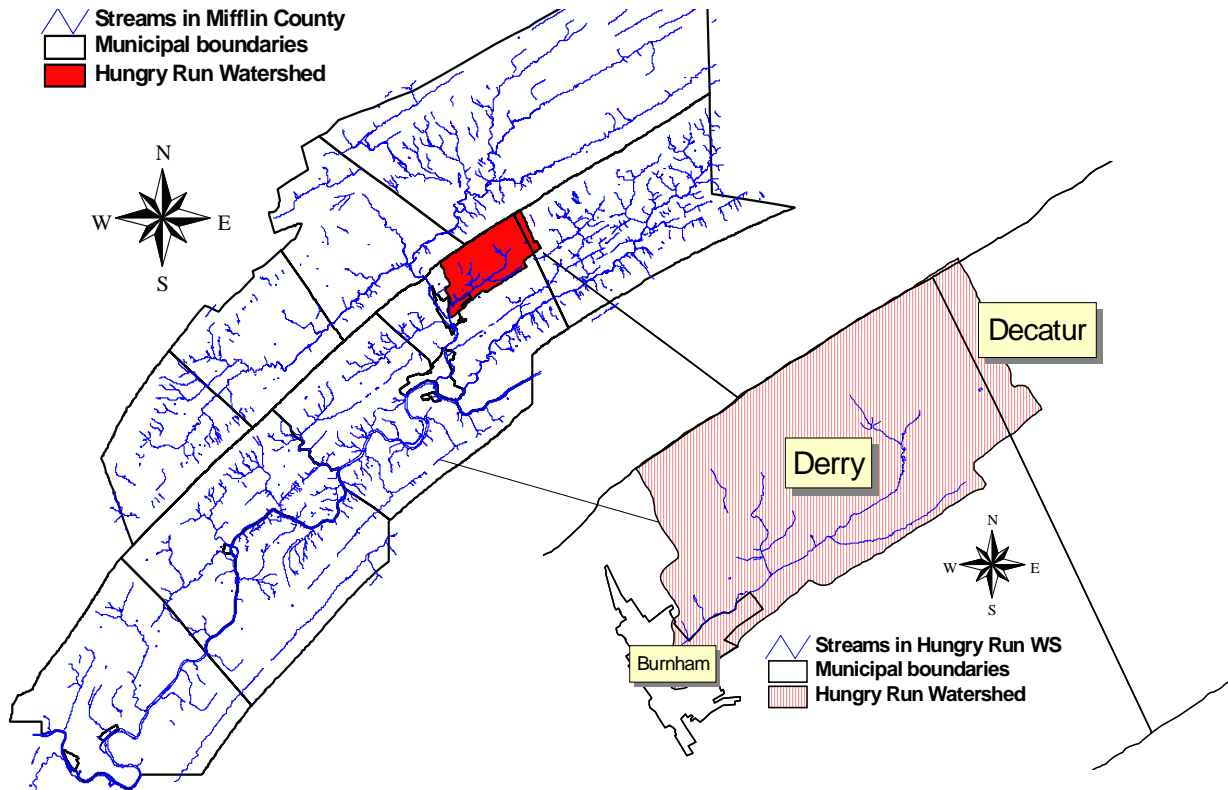 Streams in Mifflin County
Municipal boundaries
Hungry Run Watershed
N
W E
S
Decatur
Derry
N
W E
S
Burnham
Streams in Hungry Run WS
Municipal boundaries
Hungry Run Watershed